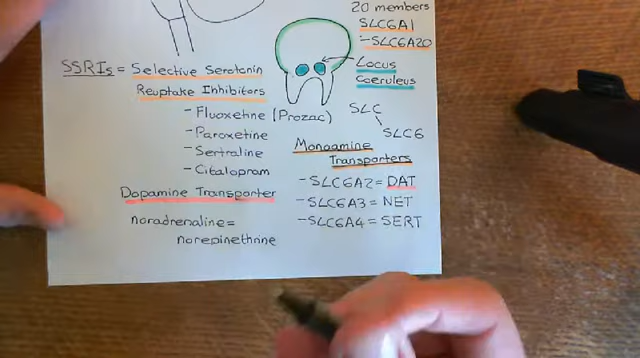 20 members
SLC6A1
-SLC6A20
Locus
Coeruleus
SSRIs = Selective Serotonin
Reuptake Inhibitors
- Fluoxetine (Prozac)
- Paroxetine
- Sertraline
- Citalopram
Dopamine Transporter
noradrenaline =
norepinephrine
SLC
SLC6
Monoamine
Transporters
- SLC6A2 = DAT
- SLC6A3 = NET
- SLC6A4 = SERT